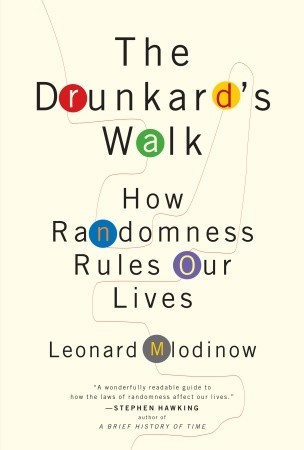 The
Drunkard's
Walk
How
Randomness
Rules Our
Lives
Leonard Mlodinow
"A wonderfully readable guide to
how the laws of randomness affect our lives."
—STEPHEN HAWKING
author of
A BRIEF HISTORY OF TIME